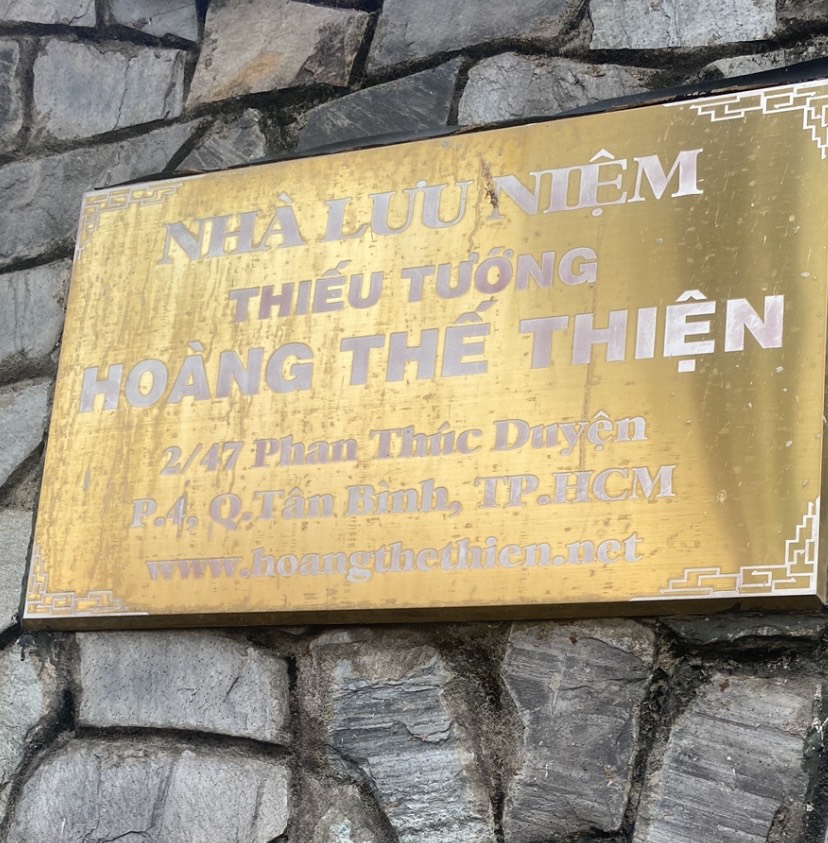 NHÀ LƯU NIỆM
THIẾU TƯỚNG
HOÀNG THẾ THIỆN
2/47 Phan Thúc Duyện
P.4, Q.Tân Bình, TP.HCM
www.hoangthethien.net